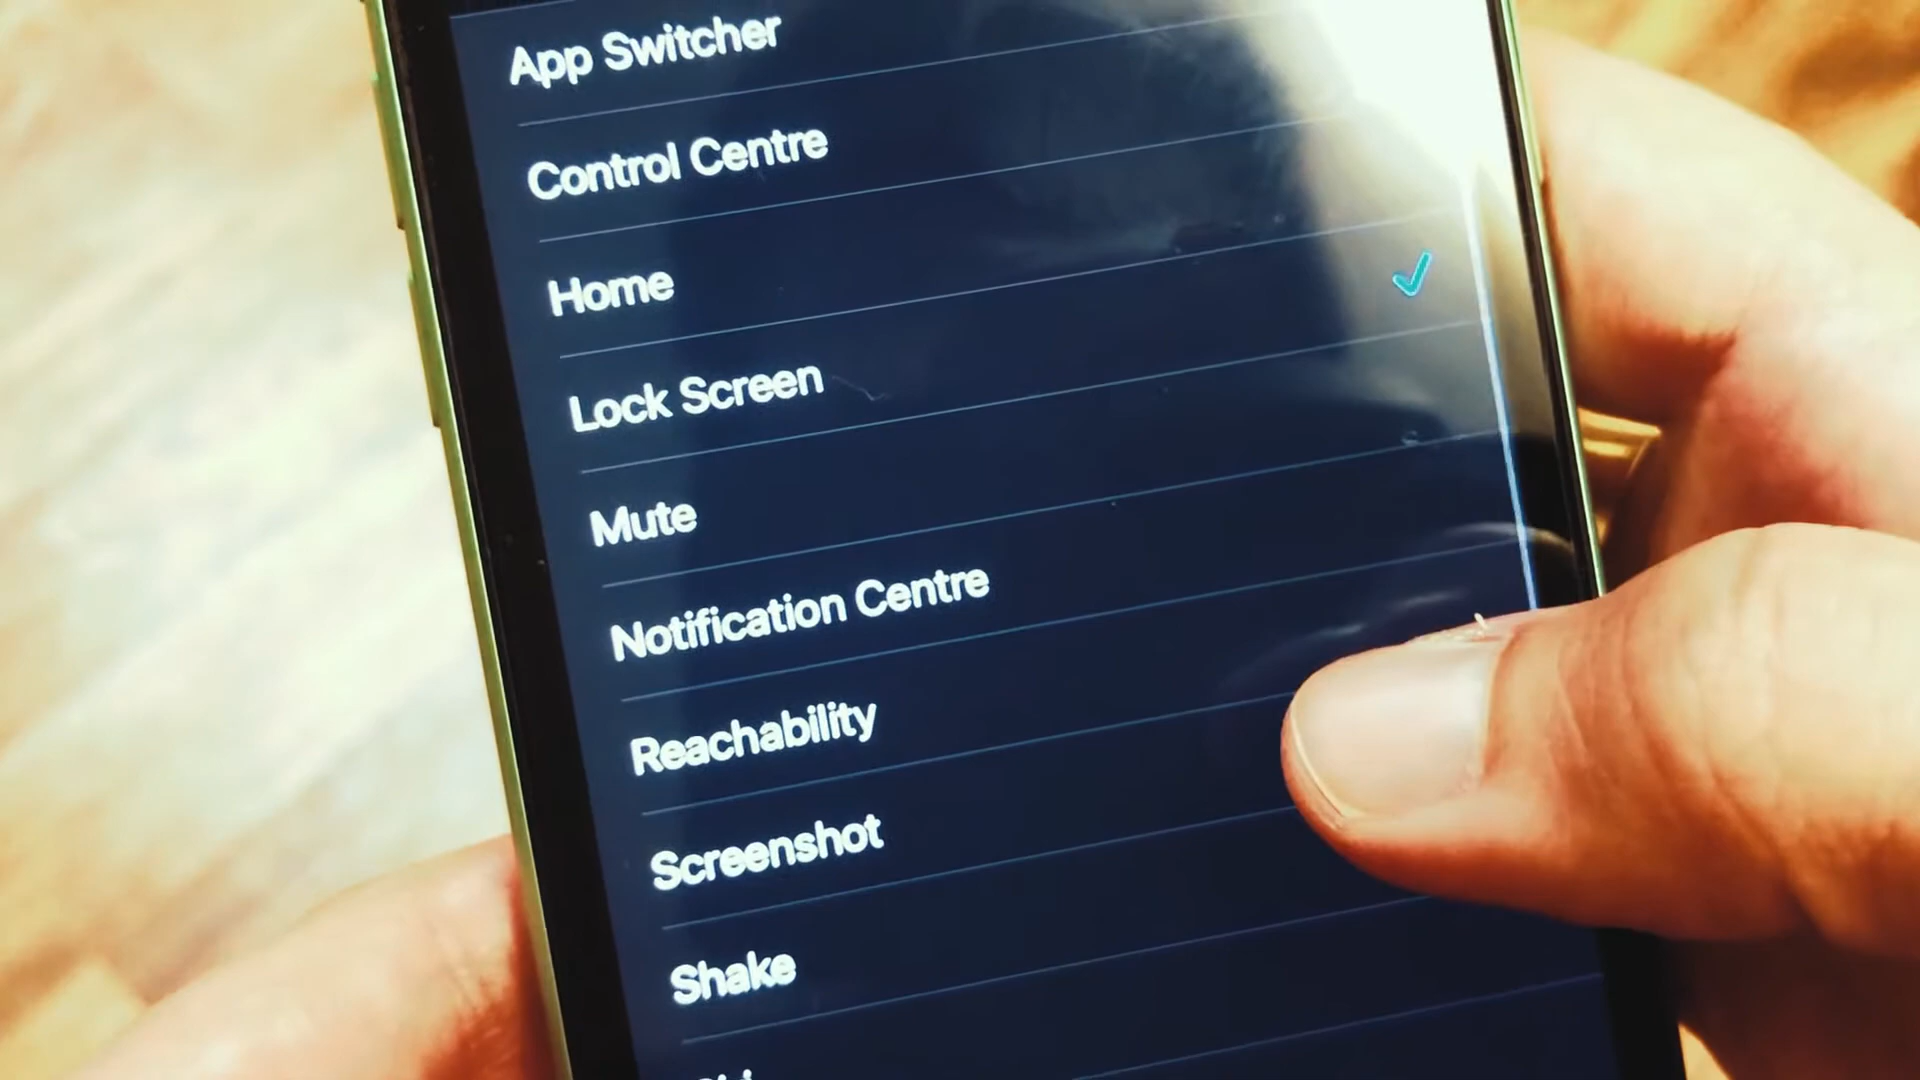 App Switcher
Control Centre
Home
Lock Screen
Mute
Notification Centre
Reachability
Screenshot
Shake